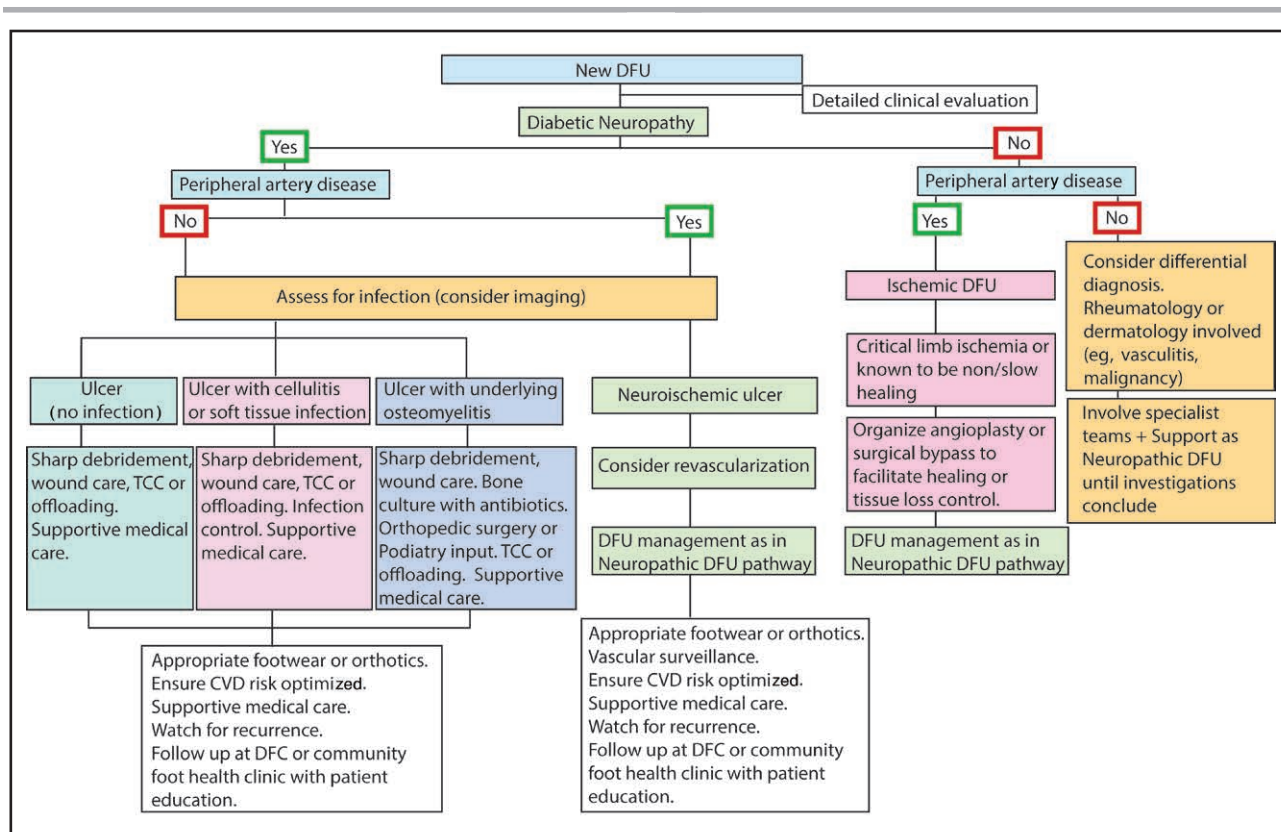 New DFU
Detailed clinical evaluation
Diabetic Neuropathy
Yes
No
Peripheral artery disease
Peripheral artery disease
No
Yes
Yes
No
Assess for infection (consider imaging)
Ischemic DFU
Consider differential
diagnosis.
Rheumatology or
dermatology involved
(eg, vasculitis,
malignancy)
Ulcer
(no infection)
Ulcer with cellulitis
or soft tissue infection
Ulcer with underlying
osteomyelitis
Neuroischemic ulcer
Critical limb ischemia or
known to be non/slow
healing
Involve specialist
teams + Support as
Neuropathic DFU
until investigations
conclude
Sharp debridement,
wound care, TCC or
offloading.
Supportive medical
care.
Sharp debridement,
wound care, TCC or
offloading. Infection
control. Supportive
medical care.
Sharp debridement,
wound care. Bone
culture with antibiotics.
Orthopedic surgery or
Podiatry input. TCC or
offloading. Supportive
medical care.
Consider revascularization
Organize angioplasty or
surgical bypass to
facilitate healing or
tissue loss control.
DFU management as in
Neuropathic DFU pathway
DFU management as in
Neuropathic DFU pathway
Appropriate footwear or orthotics.
Ensure CVD risk optimized.
Supportive medical care.
Watch for recurrence.
Follow up at DFC or community
foot health clinic with patient
education.
Appropriate footwear or orthotics.
Vascular surveillance.
Ensure CVD risk optimized.
Supportive medical care.
Watch for recurrence.
Follow up at DFC or community
foot health clinic with patient
education.